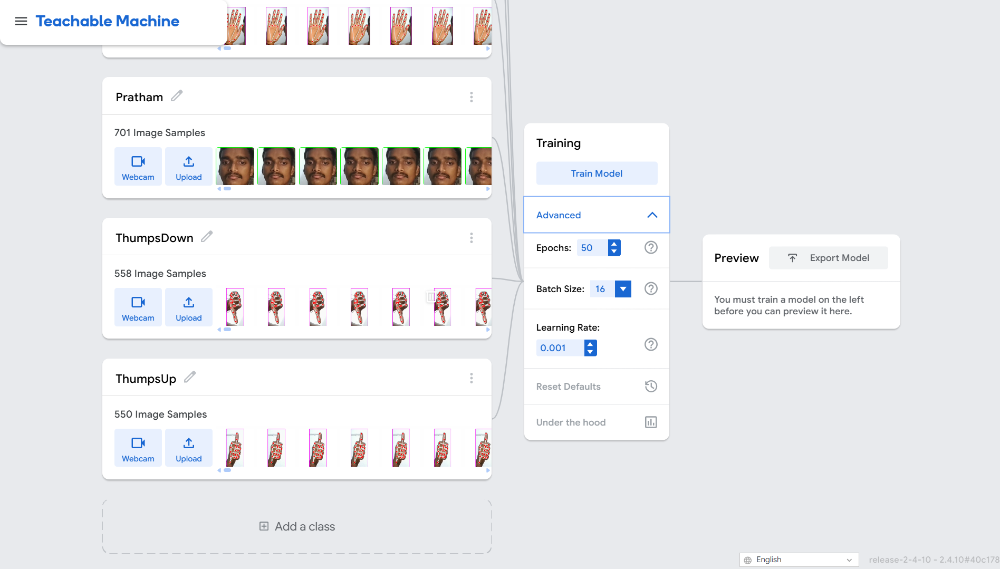 Teachable Machine
Pratham
701 Image Samples
Webcam
Upload
ThumpsDown
558 Image Samples
Webcam
Upload
ThumpsUp
550 Image Samples
Webcam
Upload
Add a class
Training
Train Model
Advanced
Epochs: 50
Batch Size: 16
Learning Rate:
0.001
Reset Defaults
Under the hood
Preview
Export Model
You must train a model on the left
before you can preview it here.
English
release-2-4-10 - 2.4.10#40c178